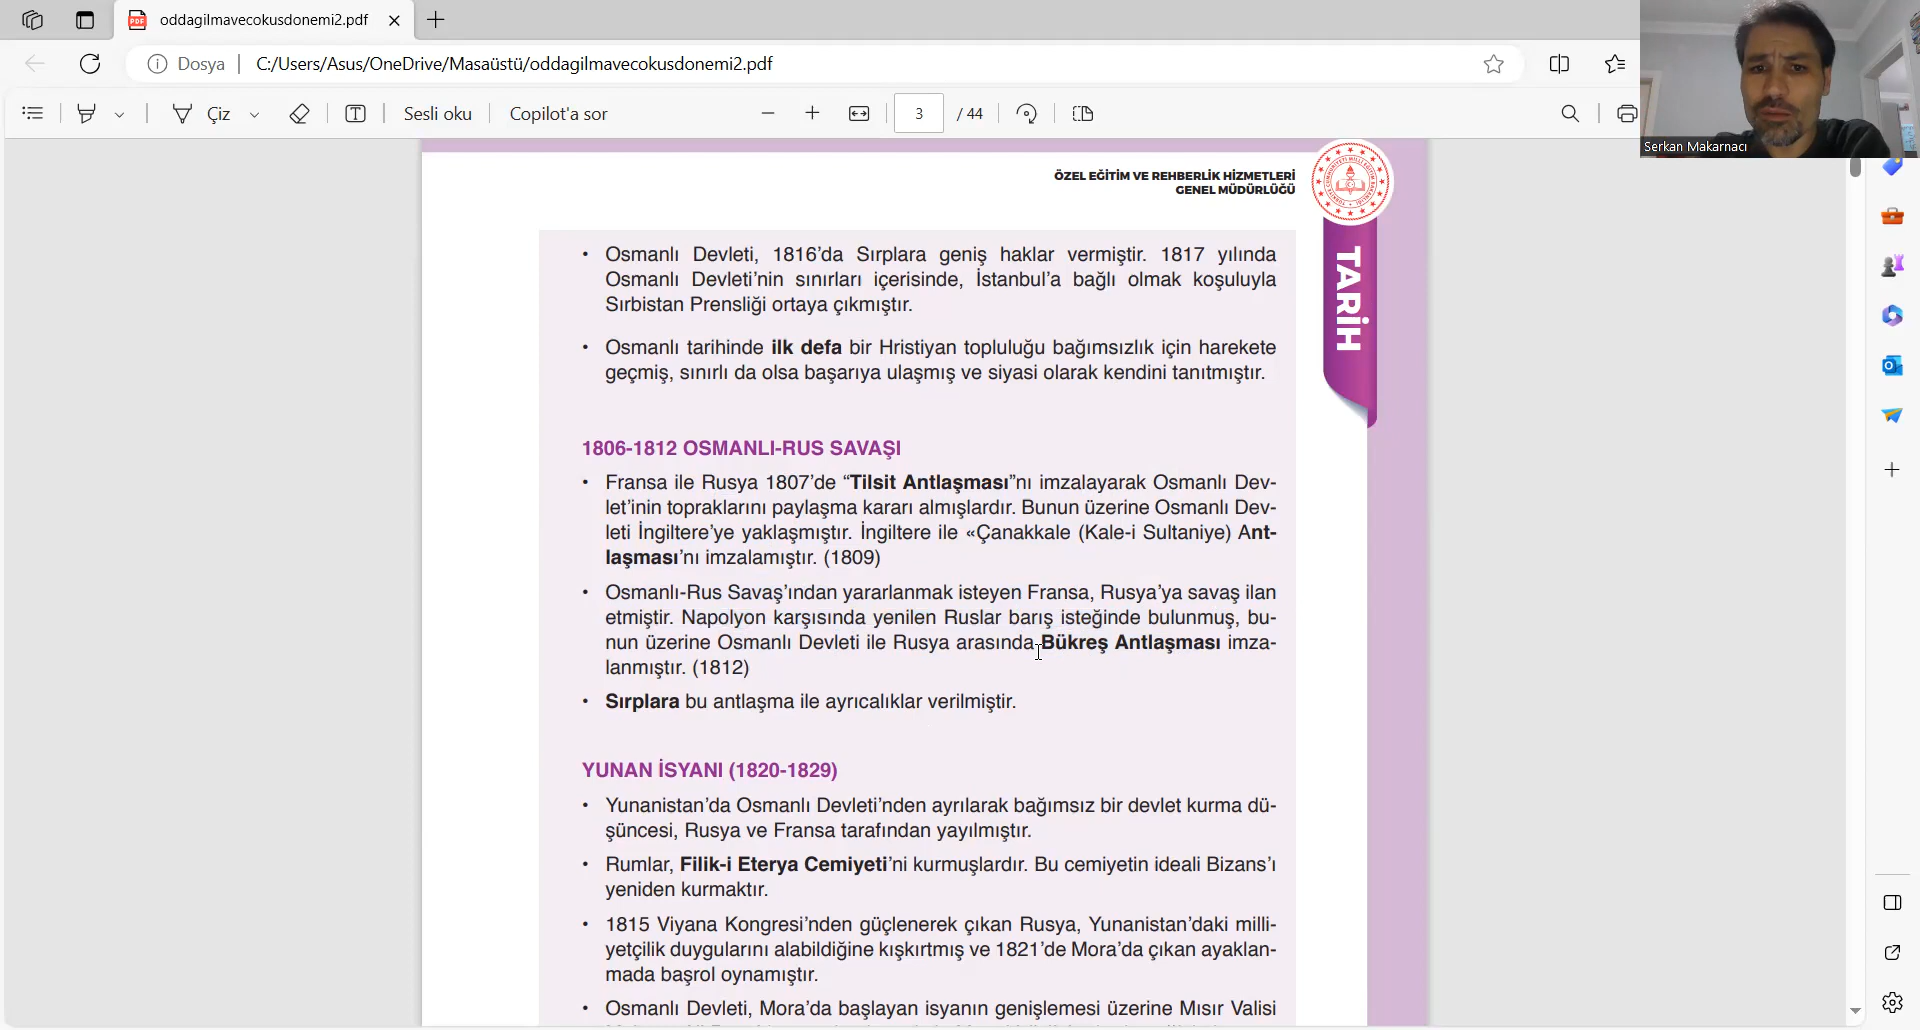 oddagilmavecokusdonemi2.pdf
Dosya
C:/Users/Asus/OneDrive/Masaüstü/oddagilmavecokusdonemi2.pdf
Çiz
Sesli oku
Copilot'a sor
3
/ 44
Serkan Makarnacı
ÖZEL EĞİTİM VE REHBERLİK HİZMETLERİ
GENEL MÜDÜRLÜĞÜ
TARİH
• Osmanlı Devleti, 1816’da Sırplara geniş haklar vermiştir. 1817 yılında
Osmanlı Devleti’nin sınırları içerisinde, İstanbul’a bağlı olmak koşuluyla
Sırbistan Prensliği ortaya çıkmıştır.
• Osmanlı tarihinde ilk defa bir Hristiyan topluluğu bağımsızlık için harekete
geçmiş, sınırlı da olsa başarıya ulaşmış ve siyasi olarak kendini tanıtmıştır.
1806-1812 OSMANLI-RUS SAVAŞI
• Fransa ile Rusya 1807’de “Tilsit Antlaşması”nı imzalayarak Osmanlı Dev-
let’inin topraklarını paylaşma kararı almışlardır. Bunun üzerine Osmanlı Dev-
leti İngiltere’ye yaklaşmıştır. İngiltere ile «Çanakkale (Kale-i Sultaniye) Ant-
laşması’nı imzalamıştır. (1809)
• Osmanlı-Rus Savaş’ından yararlanmak isteyen Fransa, Rusya’ya savaş ilan
etmiştir. Napolyon karşısında yenilen Ruslar barış isteğinde bulunmuş, bu-
nun üzerine Osmanlı Devleti ile Rusya arasında Bükreş Antlaşması imza-
lanmıştır. (1812)
• Sırplara bu antlaşma ile ayrıcalıklar verilmiştir.
YUNAN İSYANI (1820-1829)
• Yunanistan’da Osmanlı Devleti’nden ayrılarak bağımsız bir devlet kurma dü-
şüncesi, Rusya ve Fransa tarafından yayılmıştır.
• Rumlar, Filik-i Eterya Cemiyeti’ni kurmuşlardır. Bu cemiyetin ideali Bizans’ı
yeniden kurmaktır.
• 1815 Viyana Kongresi’nden güçlenerek çıkan Rusya, Yunanistan’daki milli-
yetçilik duygularını alabildiğine kışkırtmış ve 1821’de Mora’da çıkan ayaklan-
mada başrol oynamıştır.
• Osmanlı Devleti, Mora’da başlayan isyanın genişlemesi üzerine Mısır Valisi